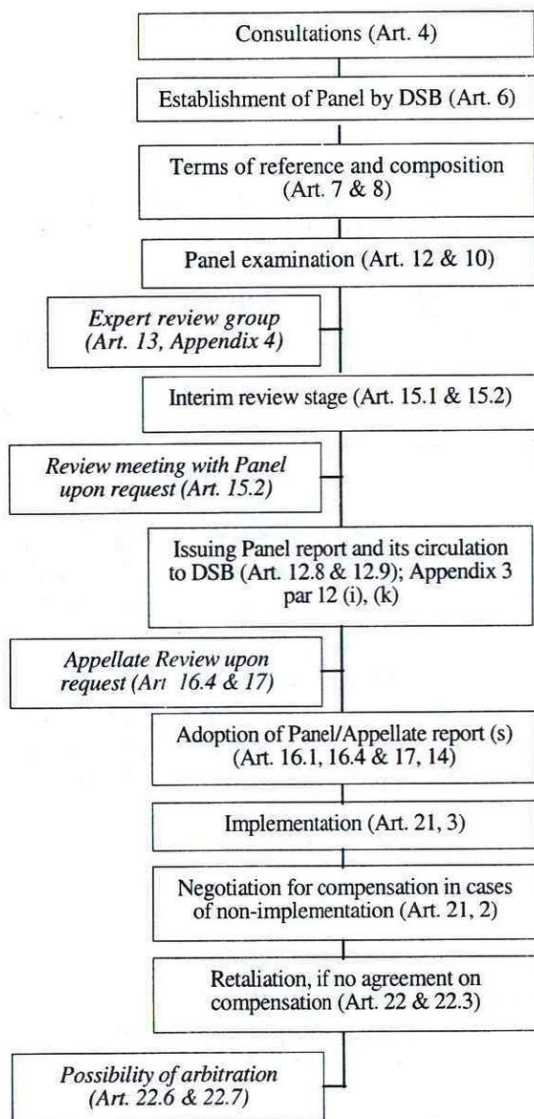 Consultations (Art. 4)
Establishment of Panel by DSB (Art. 6)
Terms of reference and composition
(Art. 7 & 8)
Panel examination (Art. 12 & 10)
Expert review group
(Art. 13, Appendix 4)
Interim review stage (Art. 15.1 & 15.2)
Review meeting with Panel
upon request (Art. 15.2)
Issuing Panel report and its circulation
to DSB (Art. 12.8 & 12.9); Appendix 3
par 12 (i), (k)
Appellate Review upon
request (Art 16.4 & 17)
Adoption of Panel/Appellate report (s)
(Art. 16.1, 16.4 & 17, 14)
Implementation (Art. 21, 3)
Negotiation for compensation in cases
of non-implementation (Art. 21, 2)
Retaliation, if no agreement on
compensation (Art. 22 & 22.3)
Possibility of arbitration
(Art. 22.6 & 22.7)